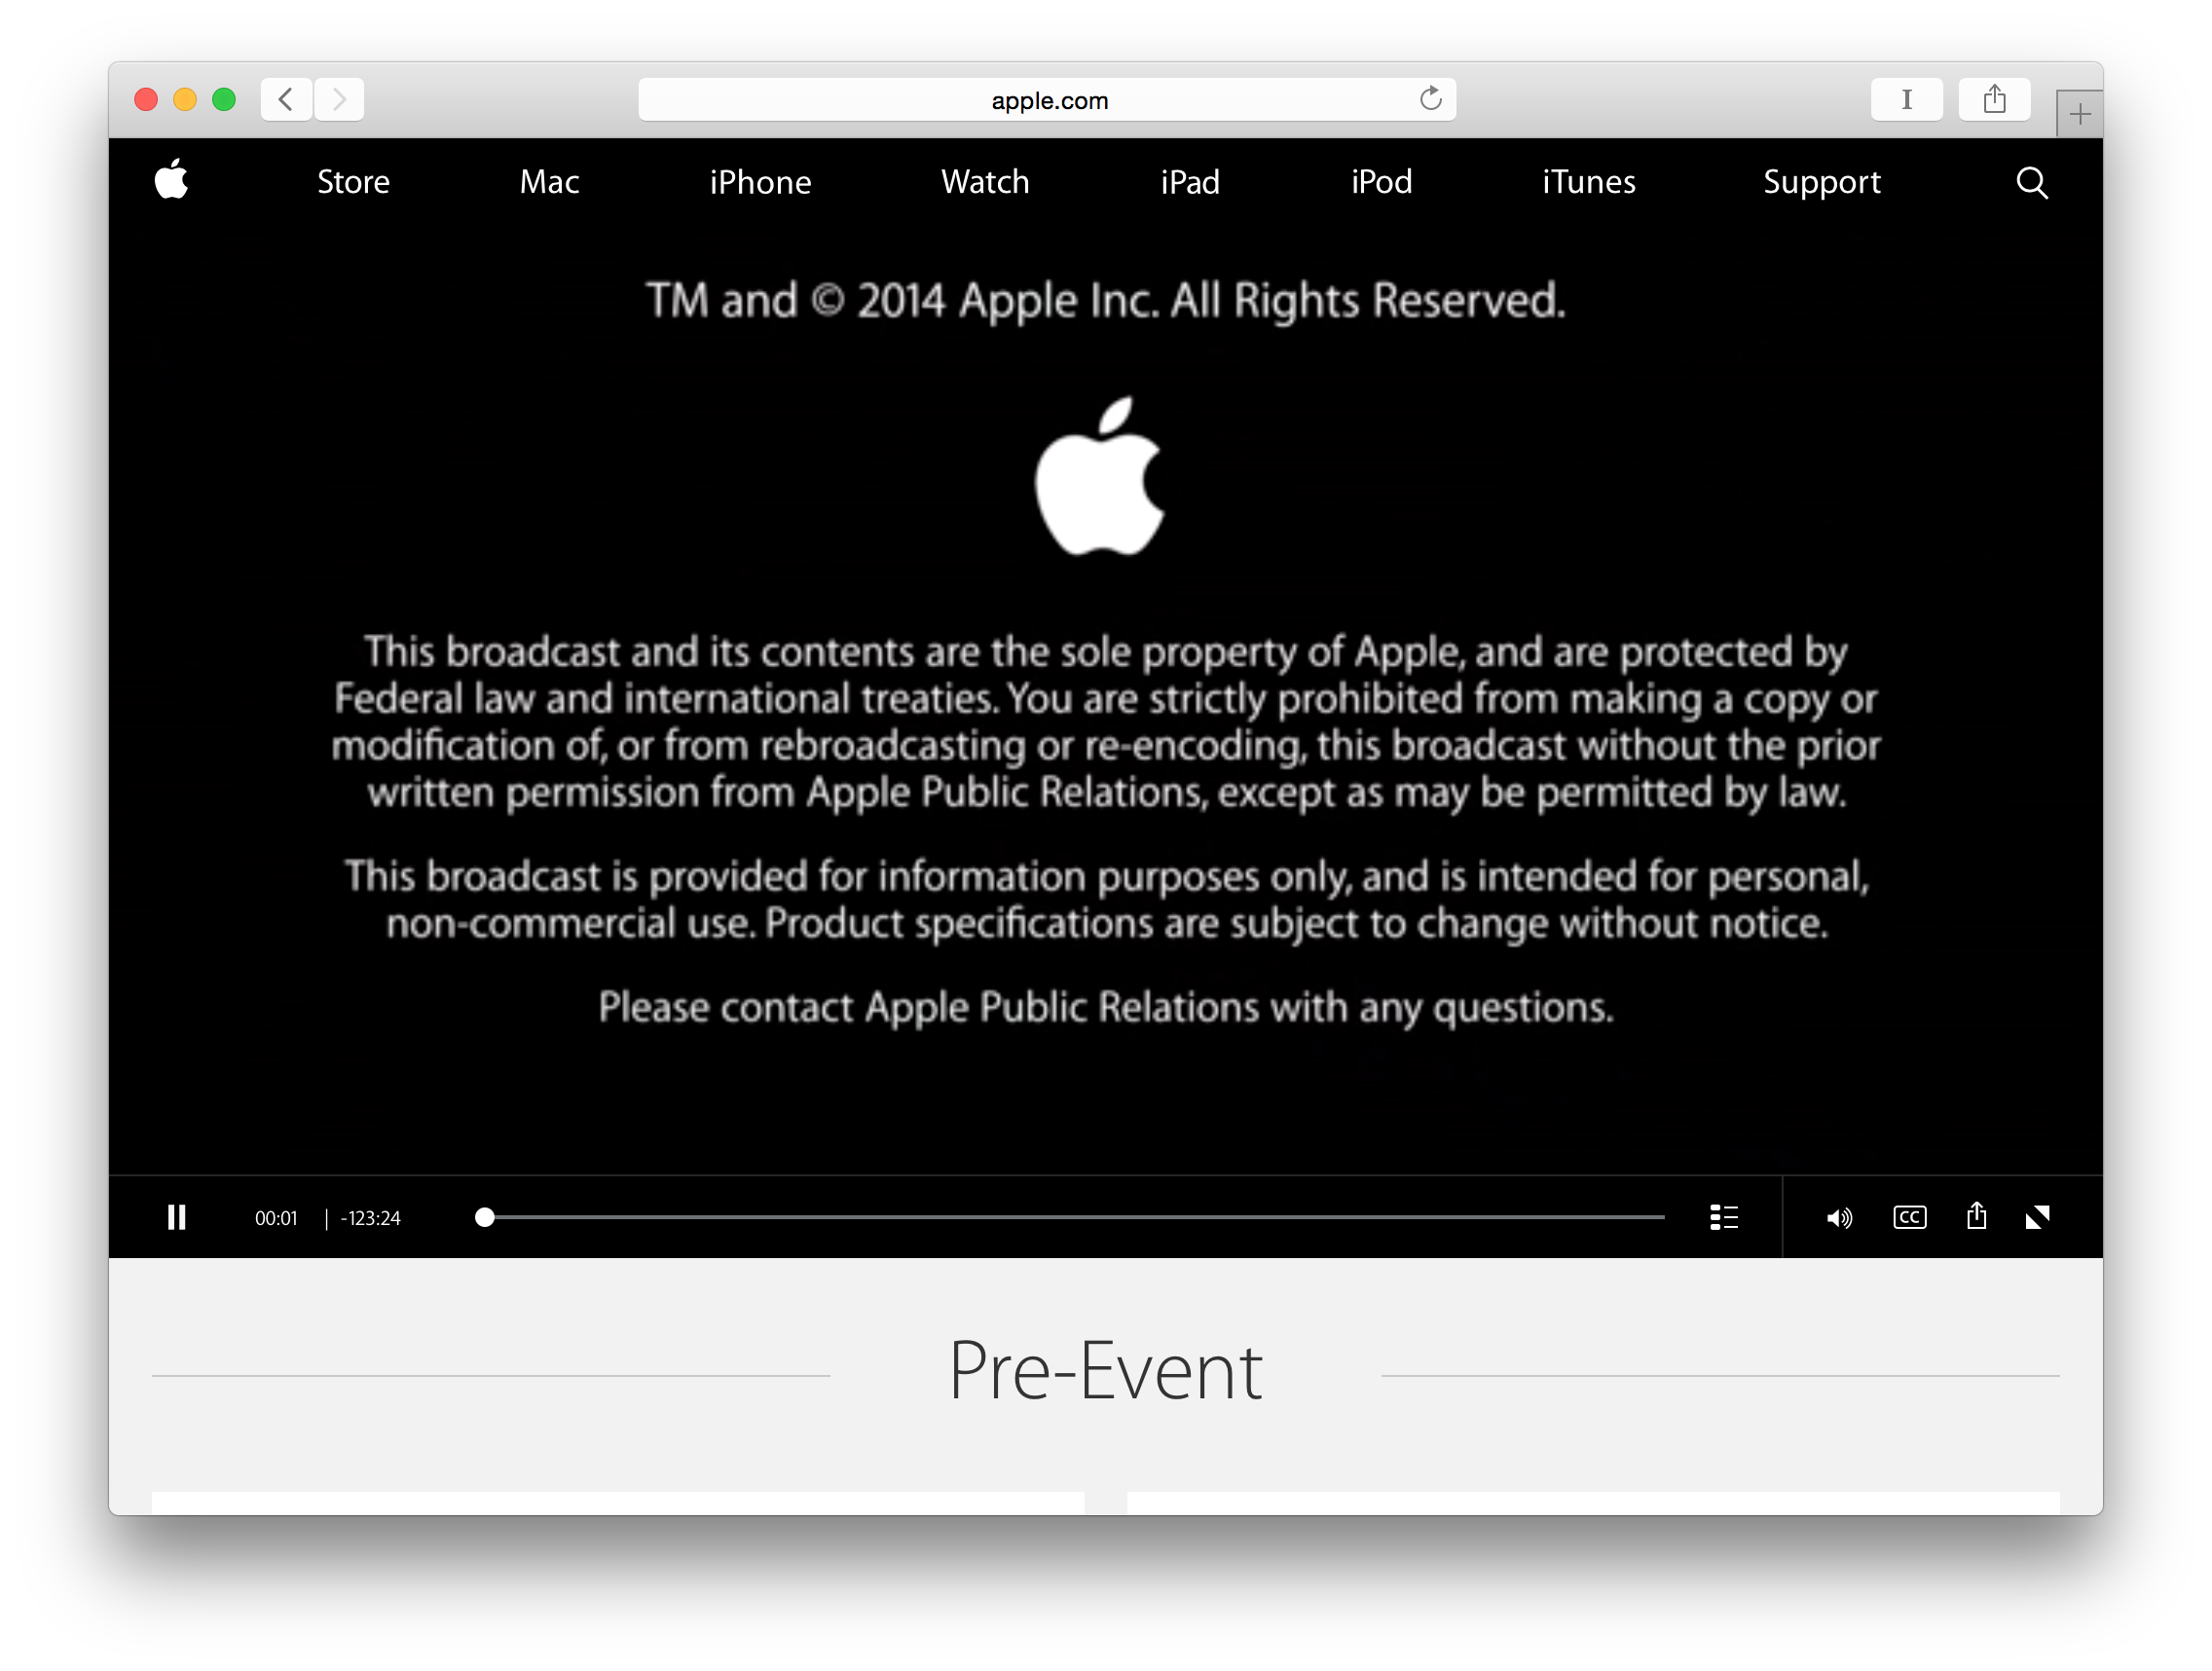 apple.com
Store Mac iPhone Watch iPad iPod iTunes Support
TM and © 2014 Apple Inc. All Rights Reserved.
This broadcast and its contents are the sole property of Apple, and are protected by
Federal law and international treaties. You are strictly prohibited from making a copy or
modification of, or from rebroadcasting or re-encoding, this broadcast without the prior
written permission from Apple Public Relations, except as may be permitted by law.
This broadcast is provided for information purposes only, and is intended for personal,
non-commercial use. Product specifications are subject to change without notice.
Please contact Apple Public Relations with any questions.
00:01 | -123:24
CC
Pre-Event